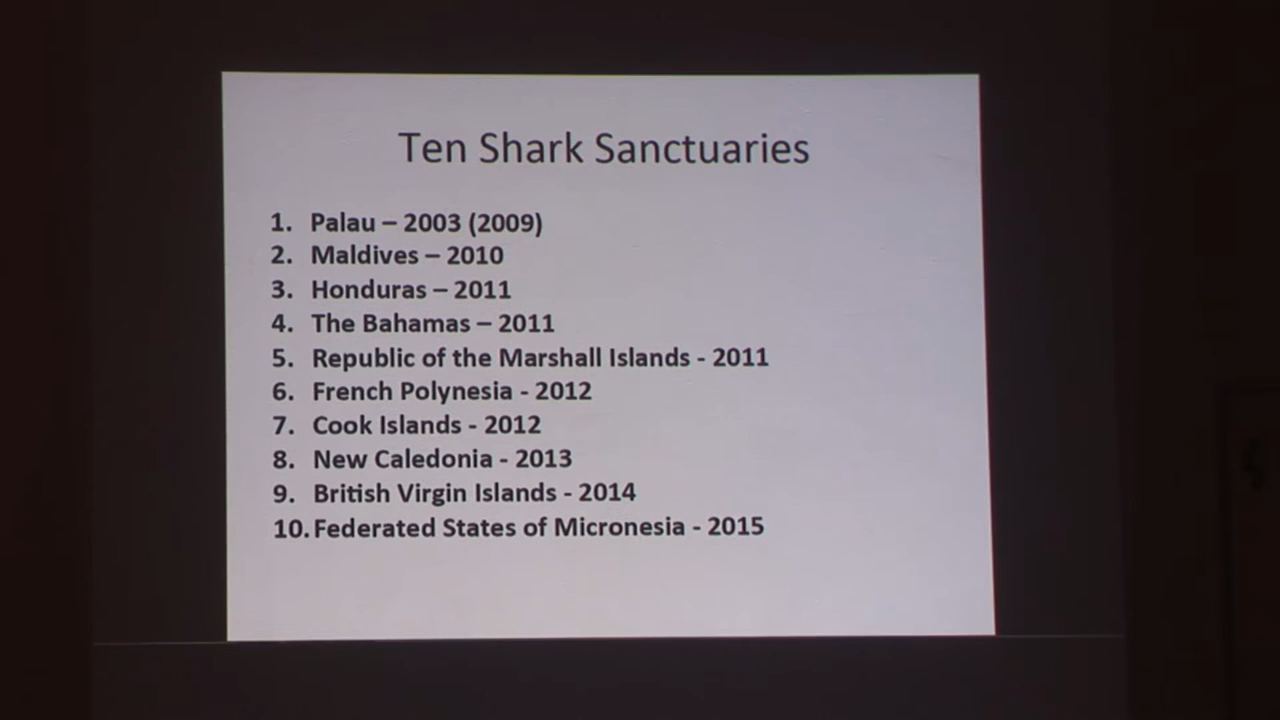 Ten Shark Sanctuaries
1. Palau – 2003 (2009)
2. Maldives – 2010
3. Honduras – 2011
4. The Bahamas – 2011
5. Republic of the Marshall Islands - 2011
6. French Polynesia - 2012
7. Cook Islands - 2012
8. New Caledonia - 2013
9. British Virgin Islands - 2014
10. Federated States of Micronesia - 2015